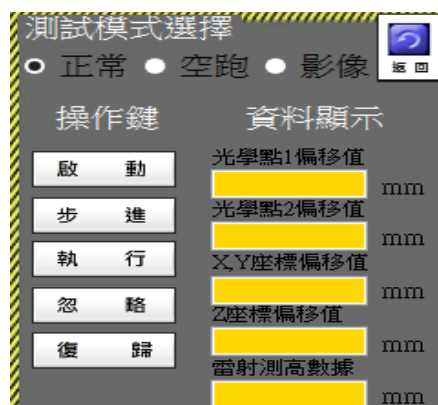 測試模式選擇
正常 空跑 影像
返回
操作鍵
資料顯示
啟動
步進
執行
忽略
復歸
光學點1偏移值
mm
光學點2偏移值
mm
X,Y座標偏移值
mm
Z座標偏移值
mm
雷射測高數據
mm